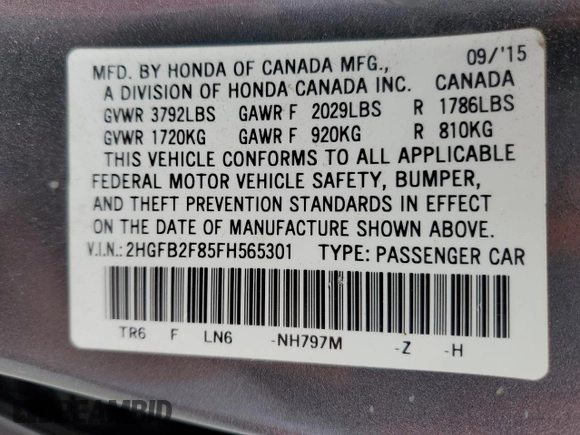 MFD. BY HONDA OF CANADA MFG., 09/'15
A DIVISION OF HONDA CANADA INC. CANADA
GVWR 3792LBS GAWR F 2029LBS R 1786LBS
GVWR 1720KG GAWR F 920KG R 810KG
THIS VEHICLE CONFORMS TO ALL APPLICABLE
FEDERAL MOTOR VEHICLE SAFETY, BUMPER,
AND THEFT PREVENTION STANDARDS IN EFFECT
ON THE DATE OF MANUFACTURE SHOWN ABOVE.
V.I.N.: 2HGFB2F85FH565301 TYPE: PASSENGER CAR
TR6 F LN6 -NH797M -Z -H